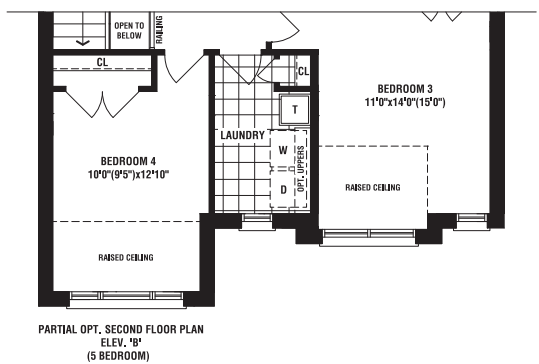 OPEN TO
BELOW
RAILING
CL
CL
BEDROOM 3
11'0"x14'0"(15'0)
T
LAUNDRY
W
OPT. UPPERS
D
BEDROOM 4
10'0"(9'5")x12'10"
RAISED CEILING
RAISED CEILING
PARTIAL OPT. SECOND FLOOR PLAN
ELEV. 'B'
(5 BEDROOM)